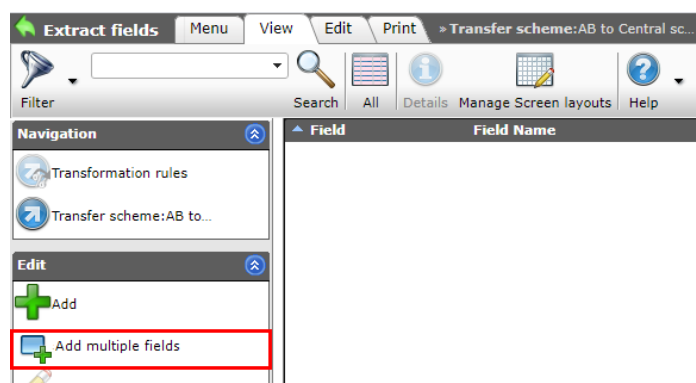 Extract fields Menu View Edit Print » Transfer scheme:AB to Central sc...
Filter Search All Details Manage Screen layouts Help
Navigation
Field Field Name
Transformation rules
Transfer scheme:AB to...
Edit
Add
Add multiple fields